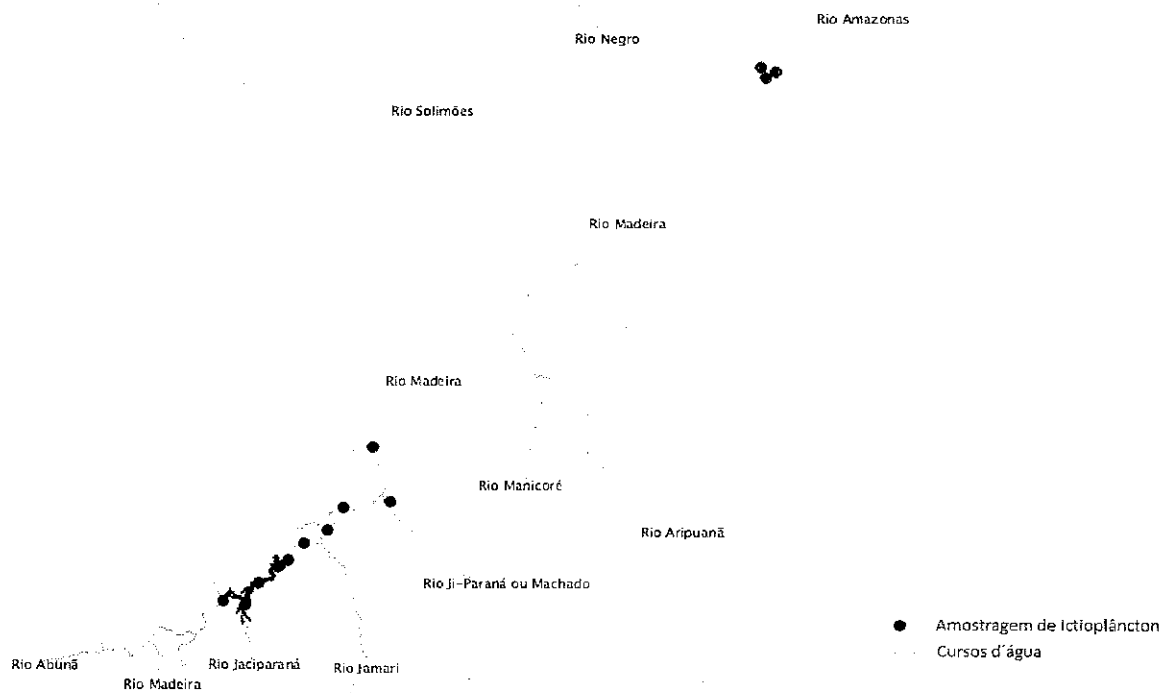 Rio Amazonas
Rio Negro
Rio Solimões
Rio Madeira
Rio Madeira
Rio Manicoré
Rio Aripuanã
Rio Ji-Paraná ou Machado
Amostragem de Ictioplâncton
Cursos d´água
Rio Abunã
Rio Jaciparaná
Rio Jamari
Rio Madeira